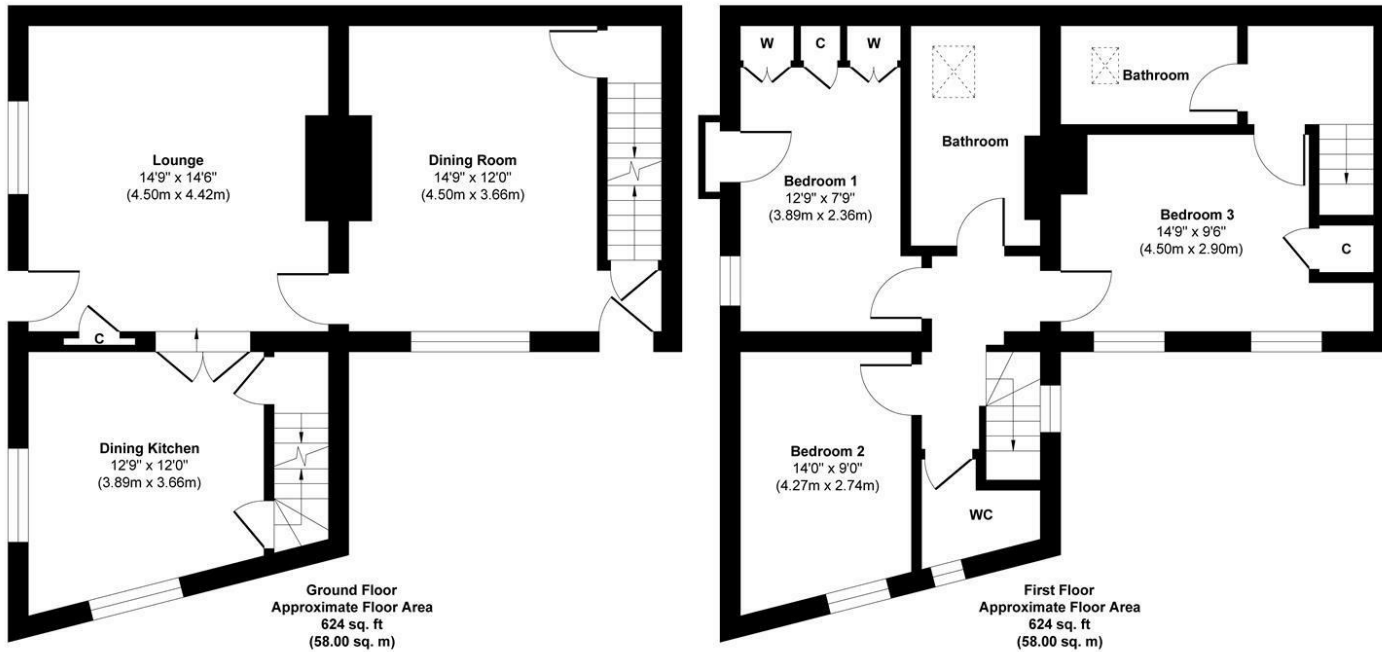 Lounge
14'9" x 14'6"
(4.50m x 4.42m)
Dining Room
14'9" x 12'0"
(4.50m x 3.66m)
C
Dining Kitchen
12'9" x 12'0"
(3.89m x 3.66m)
Ground Floor
Approximate Floor Area
624 sq. ft
(58.00 sq. m)
W
C
W
Bathroom
Bathroom
Bedroom 1
12'9" x 7'9"
(3.89m x 2.36m)
Bedroom 3
14'9" x 9'6"
(4.50m x 2.90m)
C
Bedroom 2
14'0" x 9'0"
(4.27m x 2.74m)
WC
First Floor
Approximate Floor Area
624 sq. ft
(58.00 sq. m)